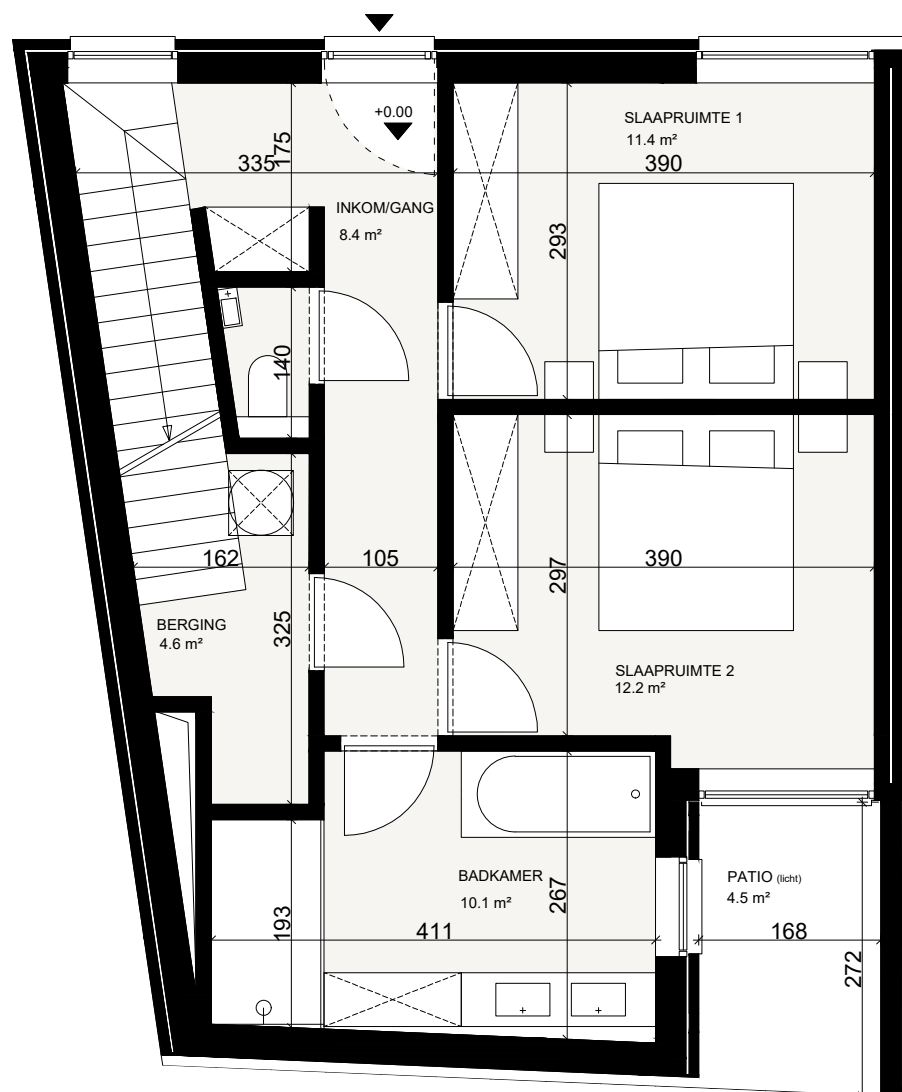 +0.00
SLAAPRUIMTE 1
11.4 m²
175
335
390
INKOM/GANG
8.4 m²
293
140
162
105
297
390
BERGING
4.6 m²
325
SLAAPRUIMTE 2
12.2 m²
BADKAMER
10.1 m²
267
PATIO (licht)
4.5 m²
193
411
168
272